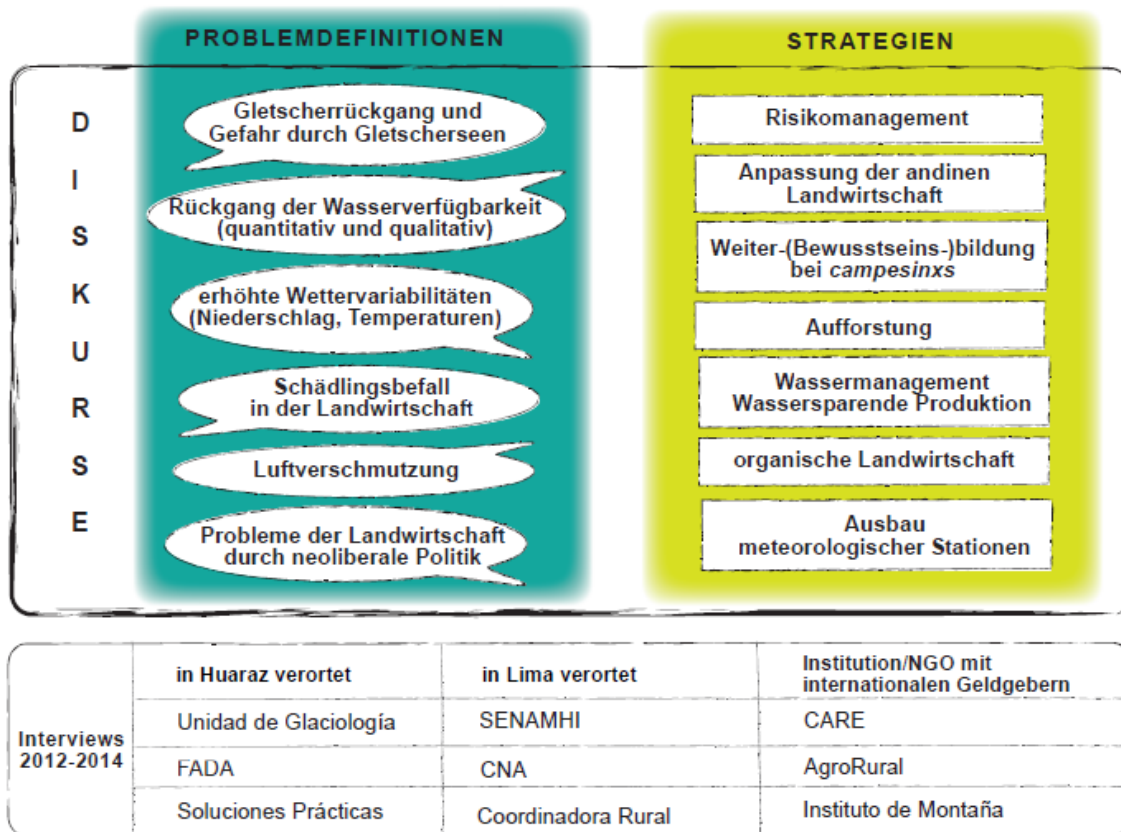 PROBLEMDEFINITIONEN
STRATEGIEN
DISKURSE
Gletscherrückgang und
Gefahr durch Gletscherseen
Rückgang der Wasserverfügbarkeit
(quantitativ und qualitativ)
erhöhte Wettervariabilitäten
(Niederschlag, Temperaturen)
Schädlingsbefall
in der Landwirtschaft
Luftverschmutzung
Probleme der Landwirtschaft
durch neoliberale Politik
Risikomanagement
Anpassung der andinen
Landwirtschaft
Weiter-(Bewusstseins-)bildung
bei campesinxs
Aufforstung
Wassermanagement
Wassersparende Produktion
organische Landwirtschaft
Ausbau
meteorologischer Stationen
Interviews
2012-2014
in Huaraz verortet
in Lima verortet
Institution/NGO mit
internationalen Geldgebern
Unidad de Glaciología
SENAMHI
CARE
FADA
CNA
AgroRural
Soluciones Prácticas
Coordinadora Rural
Instituto de Montaña